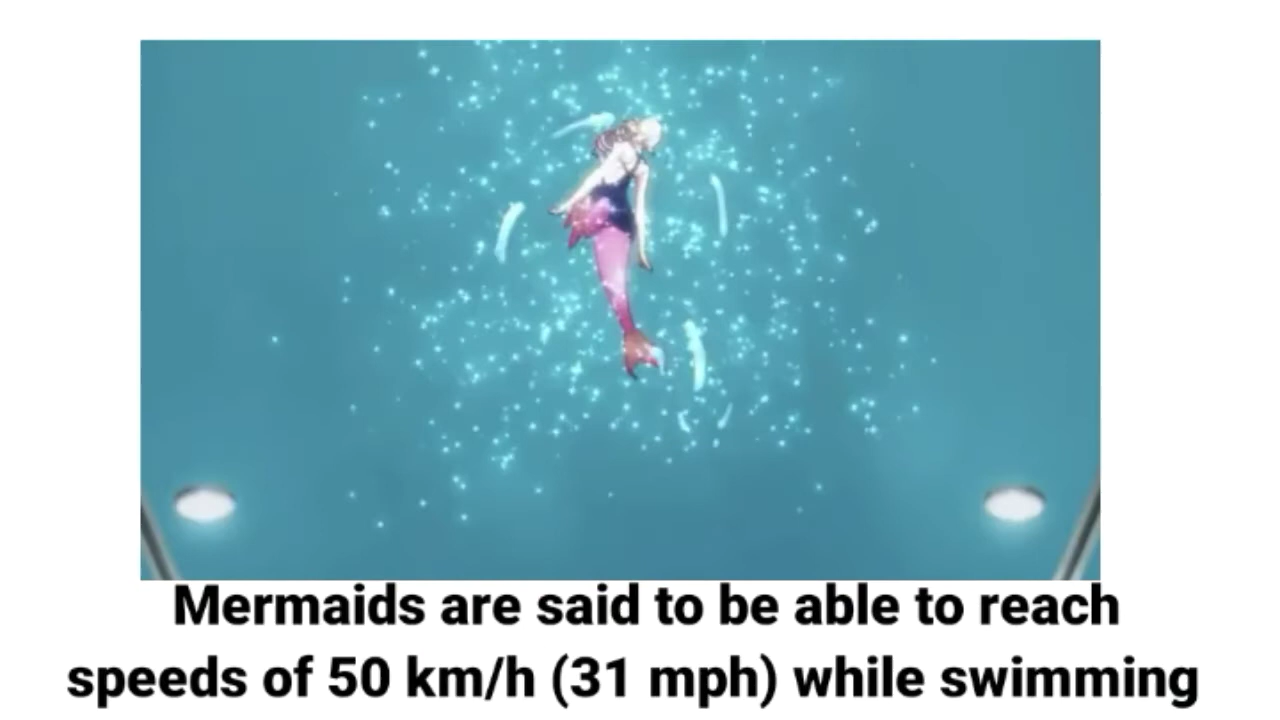 Mermaids are said to be able to reach
speeds of 50 km/h (31 mph) while swimming